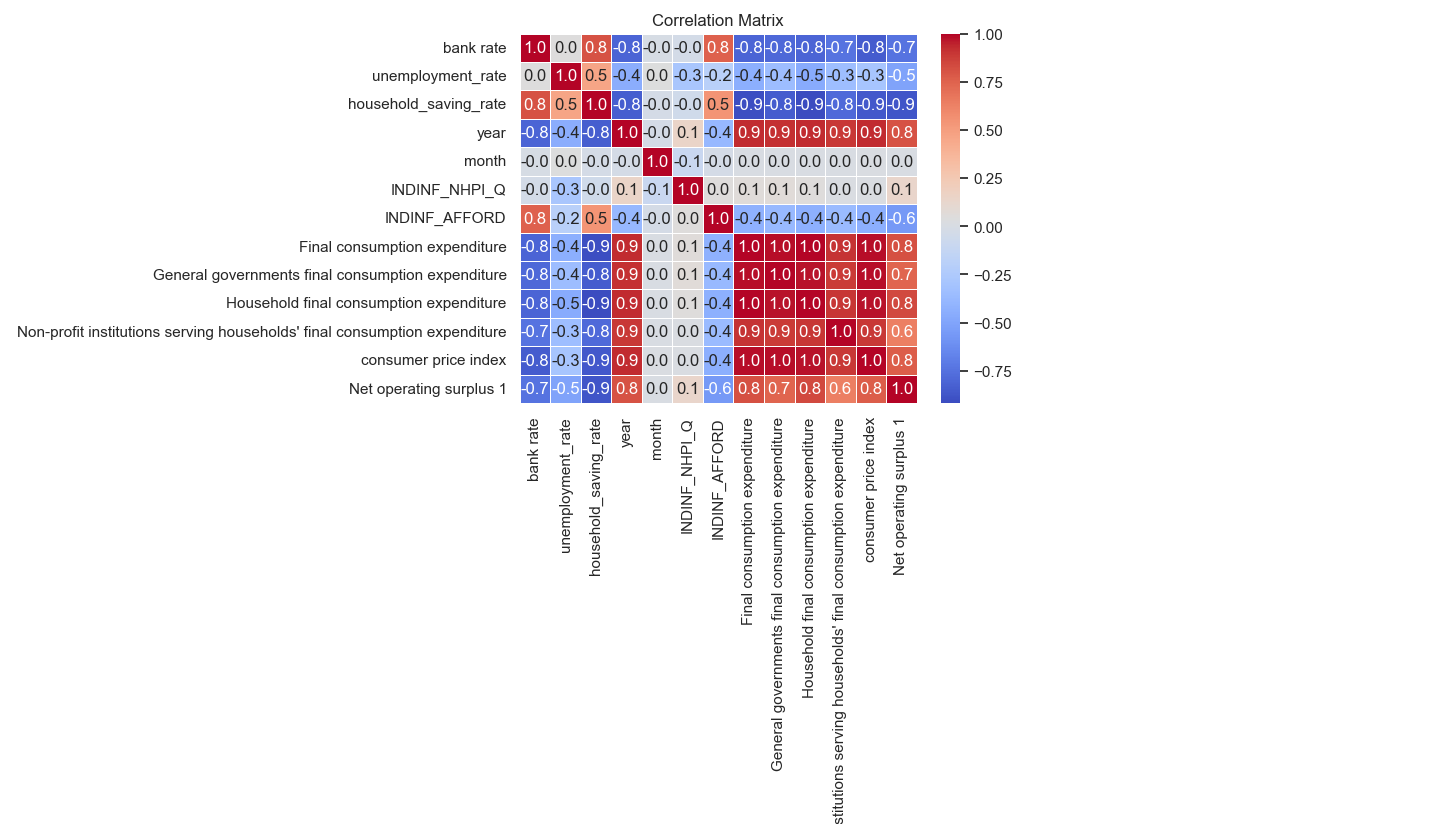 Correlation Matrix
bank rate 1.0 0.0 0.8 -0.8 -0.0 -0.0 0.8 -0.8 -0.8 -0.8 -0.7 -0.8 -0.7
unemployment_rate 0.0 1.0 0.5 -0.4 0.0 -0.3 -0.2 -0.4 -0.4 -0.5 -0.3 -0.3 -0.5
household_saving_rate 0.8 0.5 1.0 -0.8 -0.0 -0.0 0.5 -0.9 -0.8 -0.9 -0.8 -0.9 -0.9
year -0.8 -0.4 -0.8 1.0 -0.0 0.1 -0.4 0.9 0.9 0.9 0.9 0.9 0.8
month -0.0 0.0 -0.0 -0.0 1.0 -0.1 -0.0 0.0 0.0 0.0 0.0 0.0 0.0
INDINF_NHPI_Q -0.0 -0.3 -0.0 0.1 -0.1 1.0 0.0 0.1 0.1 0.1 0.0 0.0 0.1
INDINF_AFFORD 0.8 -0.2 0.5 -0.4 -0.0 0.0 1.0 -0.4 -0.4 -0.4 -0.4 -0.4 -0.6
Final consumption expenditure -0.8 -0.4 -0.9 0.9 0.0 0.1 -0.4 1.0 1.0 1.0 0.9 1.0 0.8
General governments final consumption expenditure -0.8 -0.4 -0.8 0.9 0.0 0.1 -0.4 1.0 1.0 1.0 0.9 1.0 0.7
Household final consumption expenditure -0.8 -0.5 -0.9 0.9 0.0 0.1 -0.4 1.0 1.0 1.0 0.9 1.0 0.8
Non-profit institutions serving households' final consumption expenditure -0.7 -0.3 -0.8 0.9 0.0 0.0 -0.4 0.9 0.9 0.9 1.0 0.9 0.6
consumer price index -0.8 -0.3 -0.9 0.9 0.0 0.0 -0.4 1.0 1.0 1.0 0.9 1.0 0.8
Net operating surplus 1 -0.7 -0.5 -0.9 0.8 0.0 0.1 -0.6 0.8 0.7 0.8 0.6 0.8 1.0
bank rate
unemployment_rate
household_saving_rate
year
month
INDINF_NHPI_Q
INDINF_AFFORD
Final consumption expenditure
General governments final consumption expenditure
Household final consumption expenditure
stitutions serving households' final consumption expenditure
consumer price index
Net operating surplus 1
1.00
0.75
0.50
0.25
0.00
−0.25
−0.50
−0.75